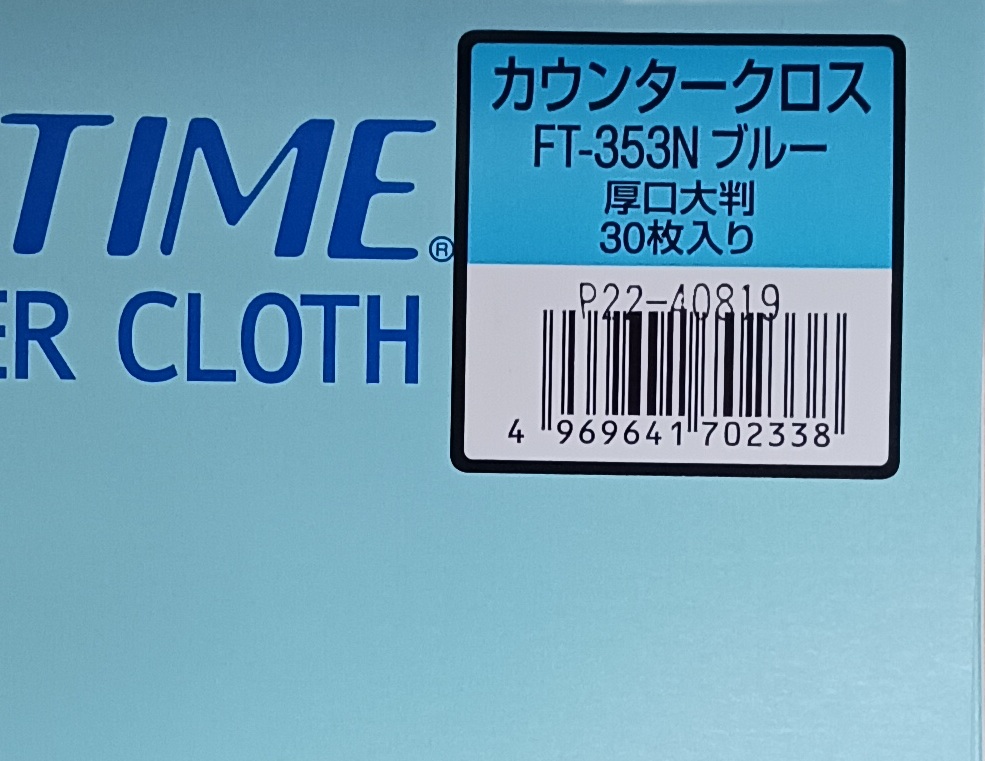 TIME®
ER CLOTH
カウンタークロス
FT-353N ブルー
厚口大判
30枚入り
P22-40819
4 969641 702338